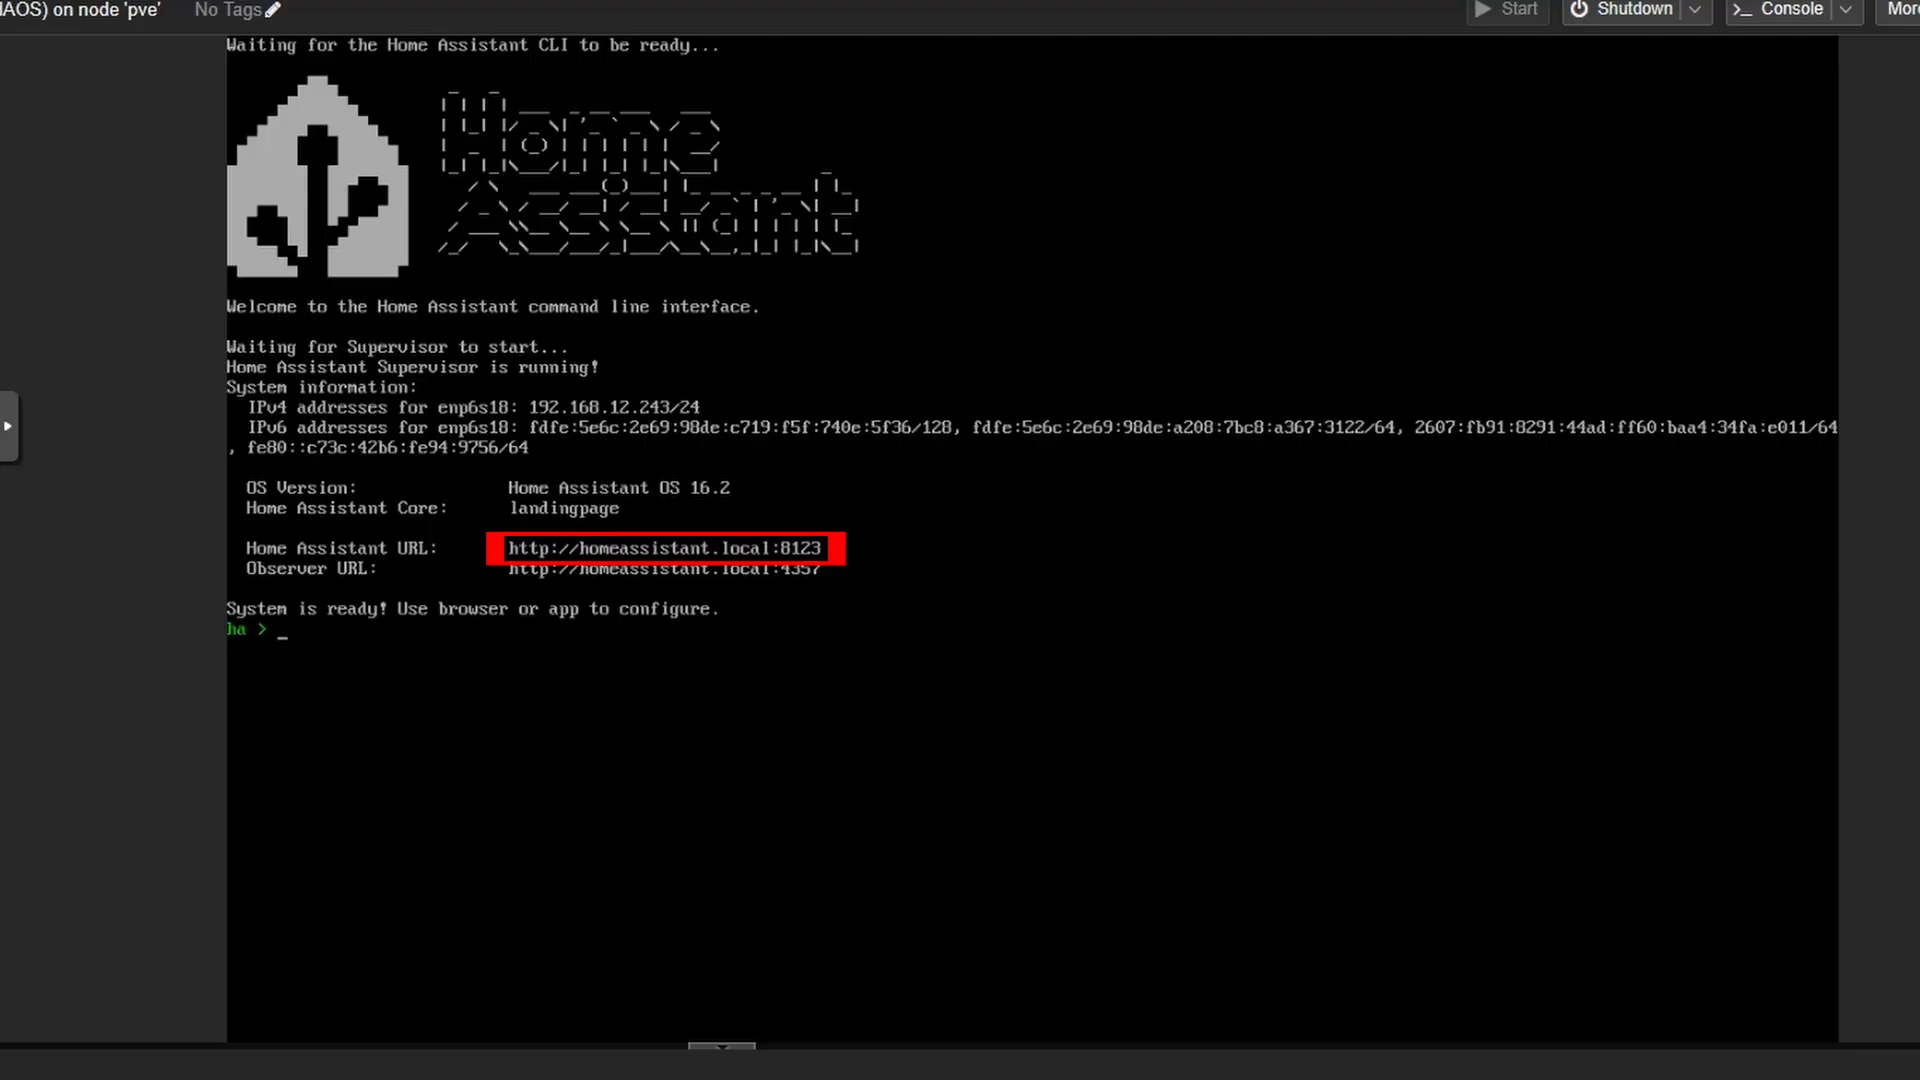 IAOS) on node 'pve' No Tags Start Shutdown >_ Console
Waiting for the Home Assistant CLI to be ready...
Home
Assistant
Welcome to the Home Assistant command line interface.
Waiting for Supervisor to start...
Home Assistant Supervisor is running!
System information:
IPv4 addresses for enp6s18: 192.168.12.243/24
IPv6 addresses for enp6s18: fdfe:5e6c:2e69:98de:c719:f5f:740e:5f36/128, fdfe:5e6c:2e69:98de:a208:7bc8:a367:3122/64, 2607:fb91:8291:44ad:ff60:baa4:34fa:e011/64
, fe80::c73c:42b6:fe94:9756/64
OS Version: Home Assistant OS 16.2
Home Assistant Core: landingpage
Home Assistant URL: http://homeassistant.local:8123
Observer URL: http://homeassistant.local:4357
System is ready! Use browser or app to configure.
ha > _